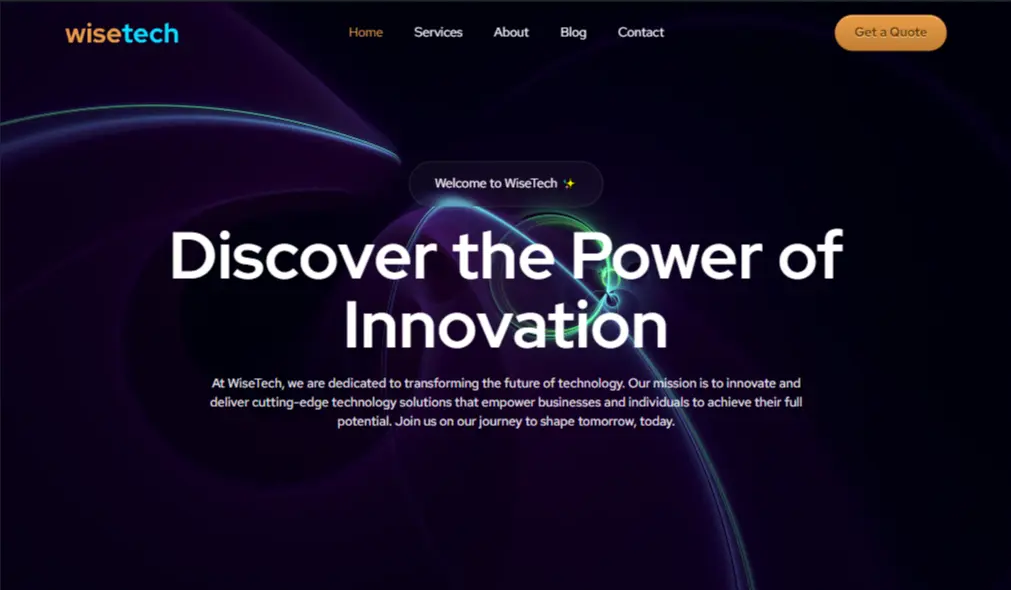 wisetech
Home Services About Blog Contact
Get a Quote
Welcome to WiseTech ✨
Discover the Power of
Innovation
At WiseTech, we are dedicated to transforming the future of technology. Our mission is to innovate and
deliver cutting-edge technology solutions that empower businesses and individuals to achieve their full
potential. Join us on our journey to shape tomorrow, today.